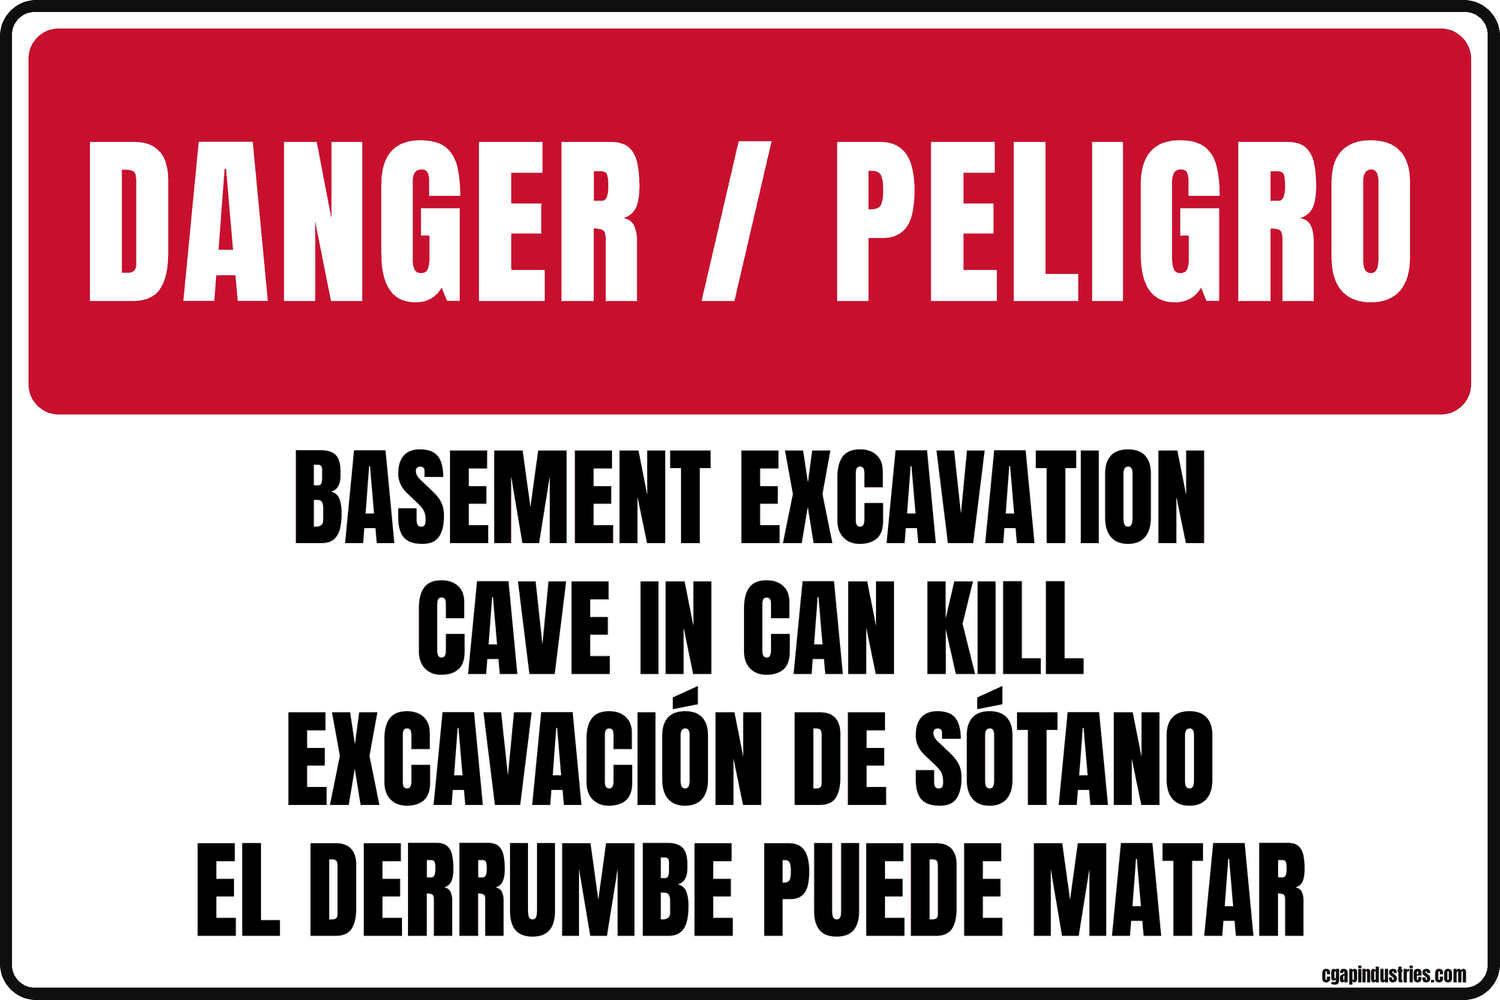 DANGER / PELIGRO
BASEMENT EXCAVATION
CAVE IN CAN KILL
EXCAVACIÓN DE SÓTANO
EL DERRUMBE PUEDE MATAR
cgapindustries.com